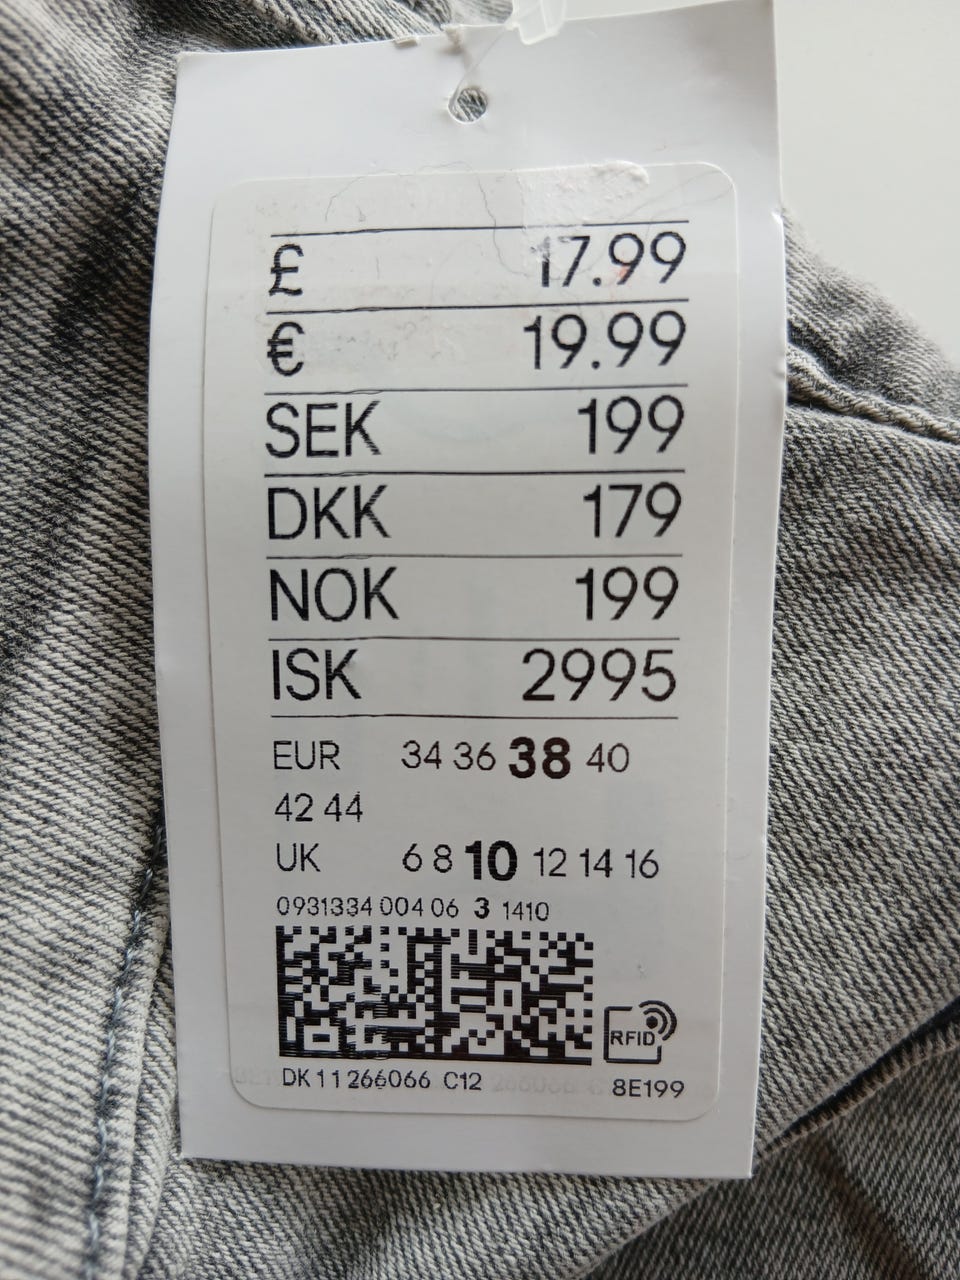 £ 17.99
€ 19.99
SEK 199
DKK 179
NOK 199
ISK 2995
EUR 34 36 38 40
42 44
UK 6 8 10 12 14 16
0931334 004 06 3 1410
RFID
DK 11 266066 C12
8E199